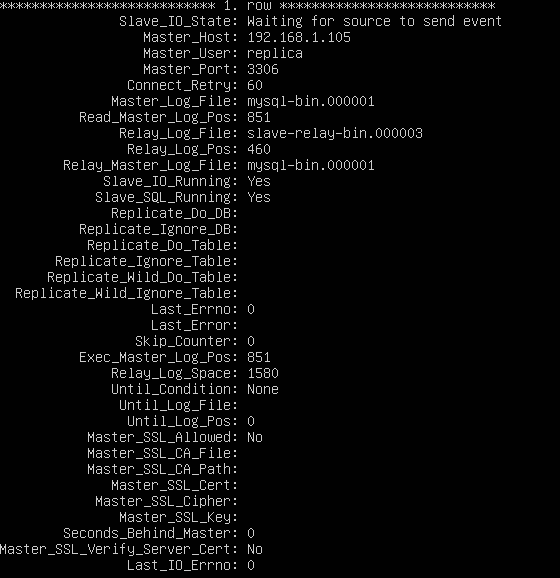 *************************** 1. row ***************************
Slave_IO_State: Waiting for source to send event
Master_Host: 192.168.1.105
Master_User: replica
Master_Port: 3306
Connect_Retry: 60
Master_Log_File: mysql-bin.000001
Read_Master_Log_Pos: 851
Relay_Log_File: slave-relay-bin.000003
Relay_Log_Pos: 460
Relay_Master_Log_File: mysql-bin.000001
Slave_IO_Running: Yes
Slave_SQL_Running: Yes
Replicate_Do_DB:
Replicate_Ignore_DB:
Replicate_Do_Table:
Replicate_Ignore_Table:
Replicate_Wild_Do_Table:
Replicate_Wild_Ignore_Table:
Last_Errno: 0
Last_Error:
Skip_Counter: 0
Exec_Master_Log_Pos: 851
Relay_Log_Space: 1580
Until_Condition: None
Until_Log_File:
Until_Log_Pos: 0
Master_SSL_Allowed: No
Master_SSL_CA_File:
Master_SSL_CA_Path:
Master_SSL_Cert:
Master_SSL_Cipher:
Master_SSL_Key:
Seconds_Behind_Master: 0
Master_SSL_Verify_Server_Cert: No
Last_IO_Errno: 0